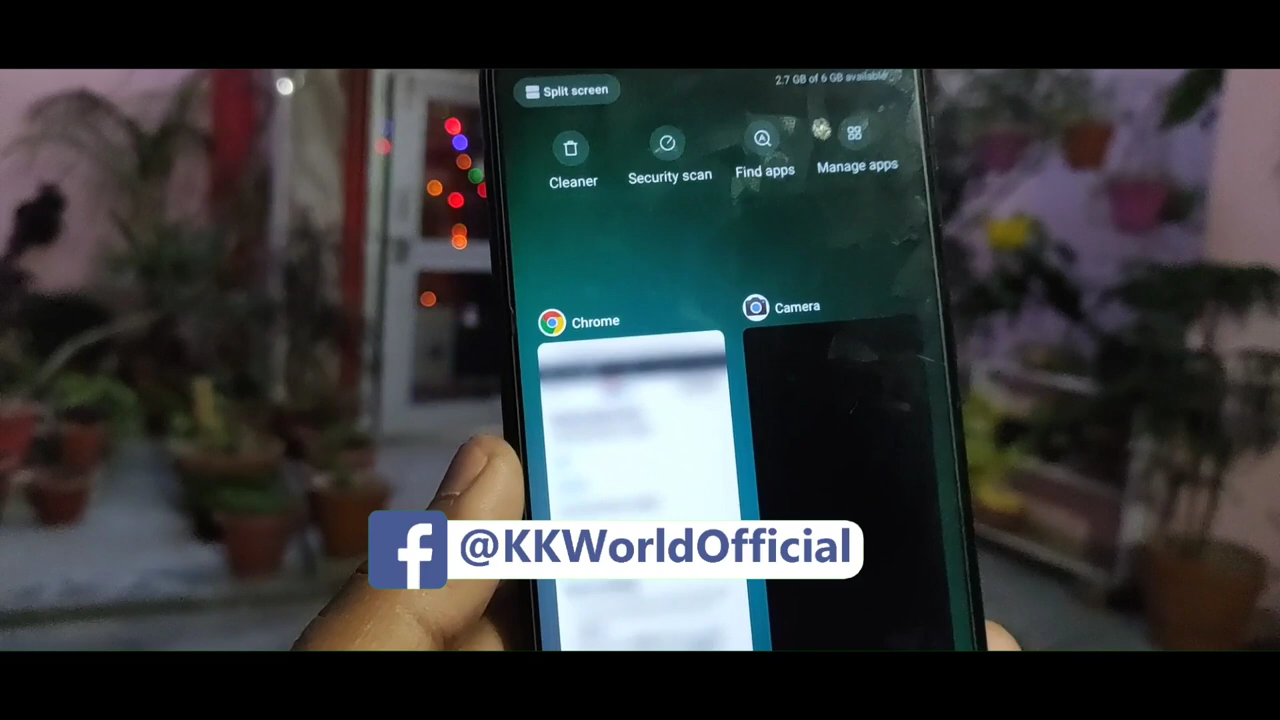 Split screen
2.7 GB of 6 GB available
Cleaner
Security scan
Find apps
Manage apps
Chrome
Camera
@KKWorldOfficial